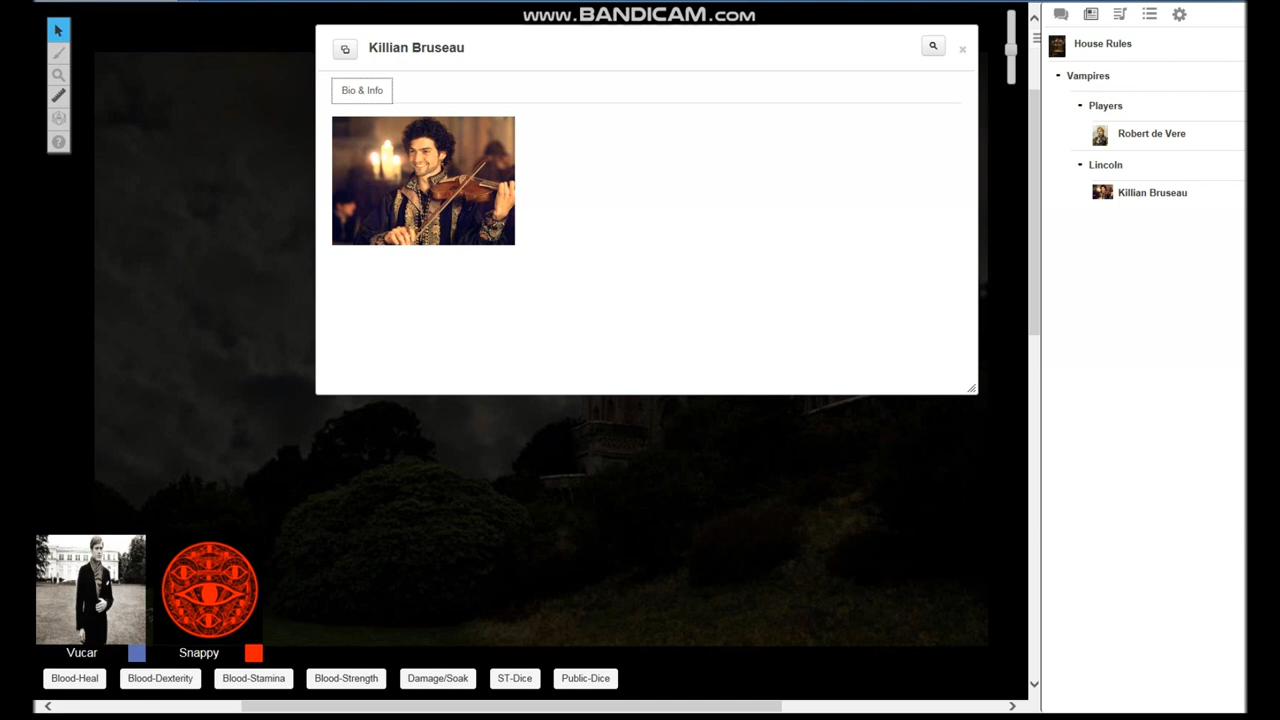 www.BANDICAM.com
Killian Bruseau
Bio & Info
House Rules
Vampires
Players
Robert de Vere
Lincoln
Killian Bruseau
Vucar
Snappy
Blood-Heal
Blood-Dexterity
Blood-Stamina
Blood-Strength
Damage/Soak
ST-Dice
Public-Dice